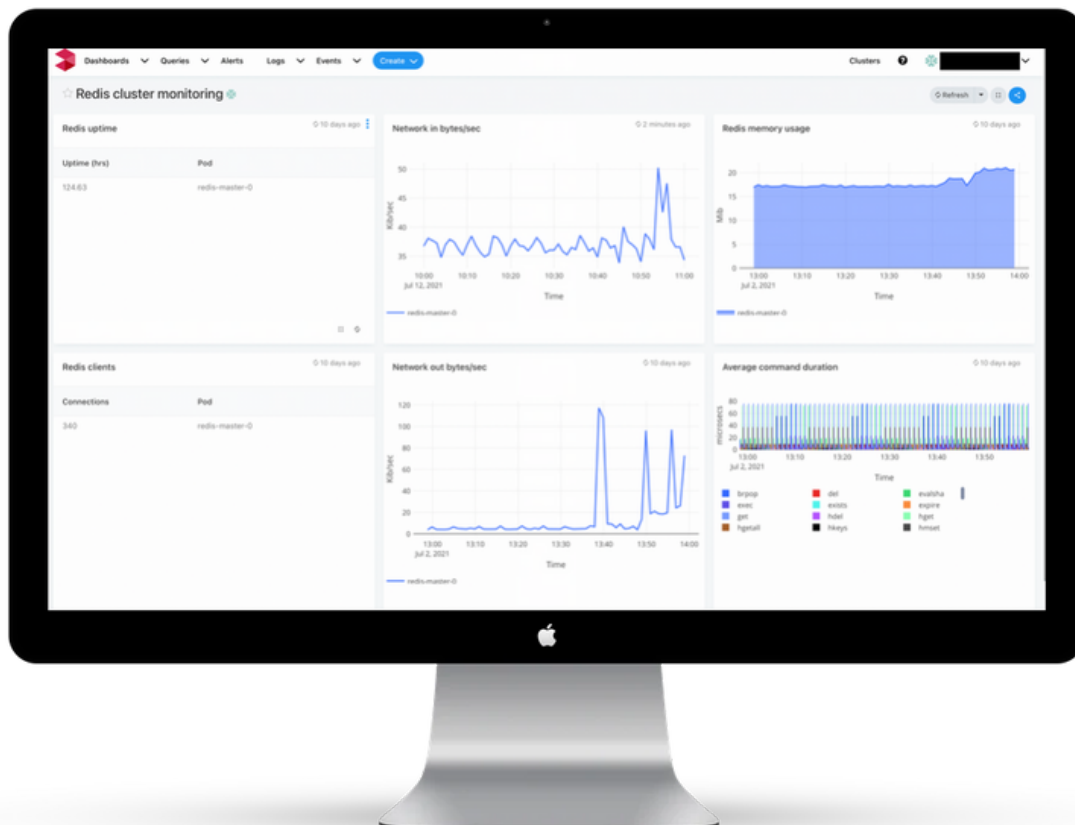 Dashboards Queries Alerts Logs Events Create Clusters
Redis cluster monitoring Refresh
Redis uptime 10 days ago
Uptime (hrs) Pod
124.63 redis-master-0
Network in bytes/sec 2 minutes ago
Kib/sec
50
45
40
35
10:00 10:10 10:20 10:30 10:40 10:50 11:00
Jul 12, 2021
Time
redis-master-0
Redis memory usage 10 days ago
Mib
20
15
10
5
0
13:00 13:10 13:20 13:30 13:40 13:50 14:00
Jul 2, 2021
Time
redis-master-0
Redis clients 10 days ago
Connections Pod
340 redis-master-0
Network out bytes/sec 10 days ago
Kib/sec
120
100
80
60
40
20
0
13:00 13:10 13:20 13:30 13:40 13:50 14:00
Jul 2, 2021
Time
redis-master-0
Average command duration 10 days ago
microsecs
80
60
40
20
0
13:00 13:10 13:20 13:30 13:40 13:50
Jul 2, 2021
Time
brpop del evalsha
exec exists expire
get hdel hget
hgetall hkeys hmset